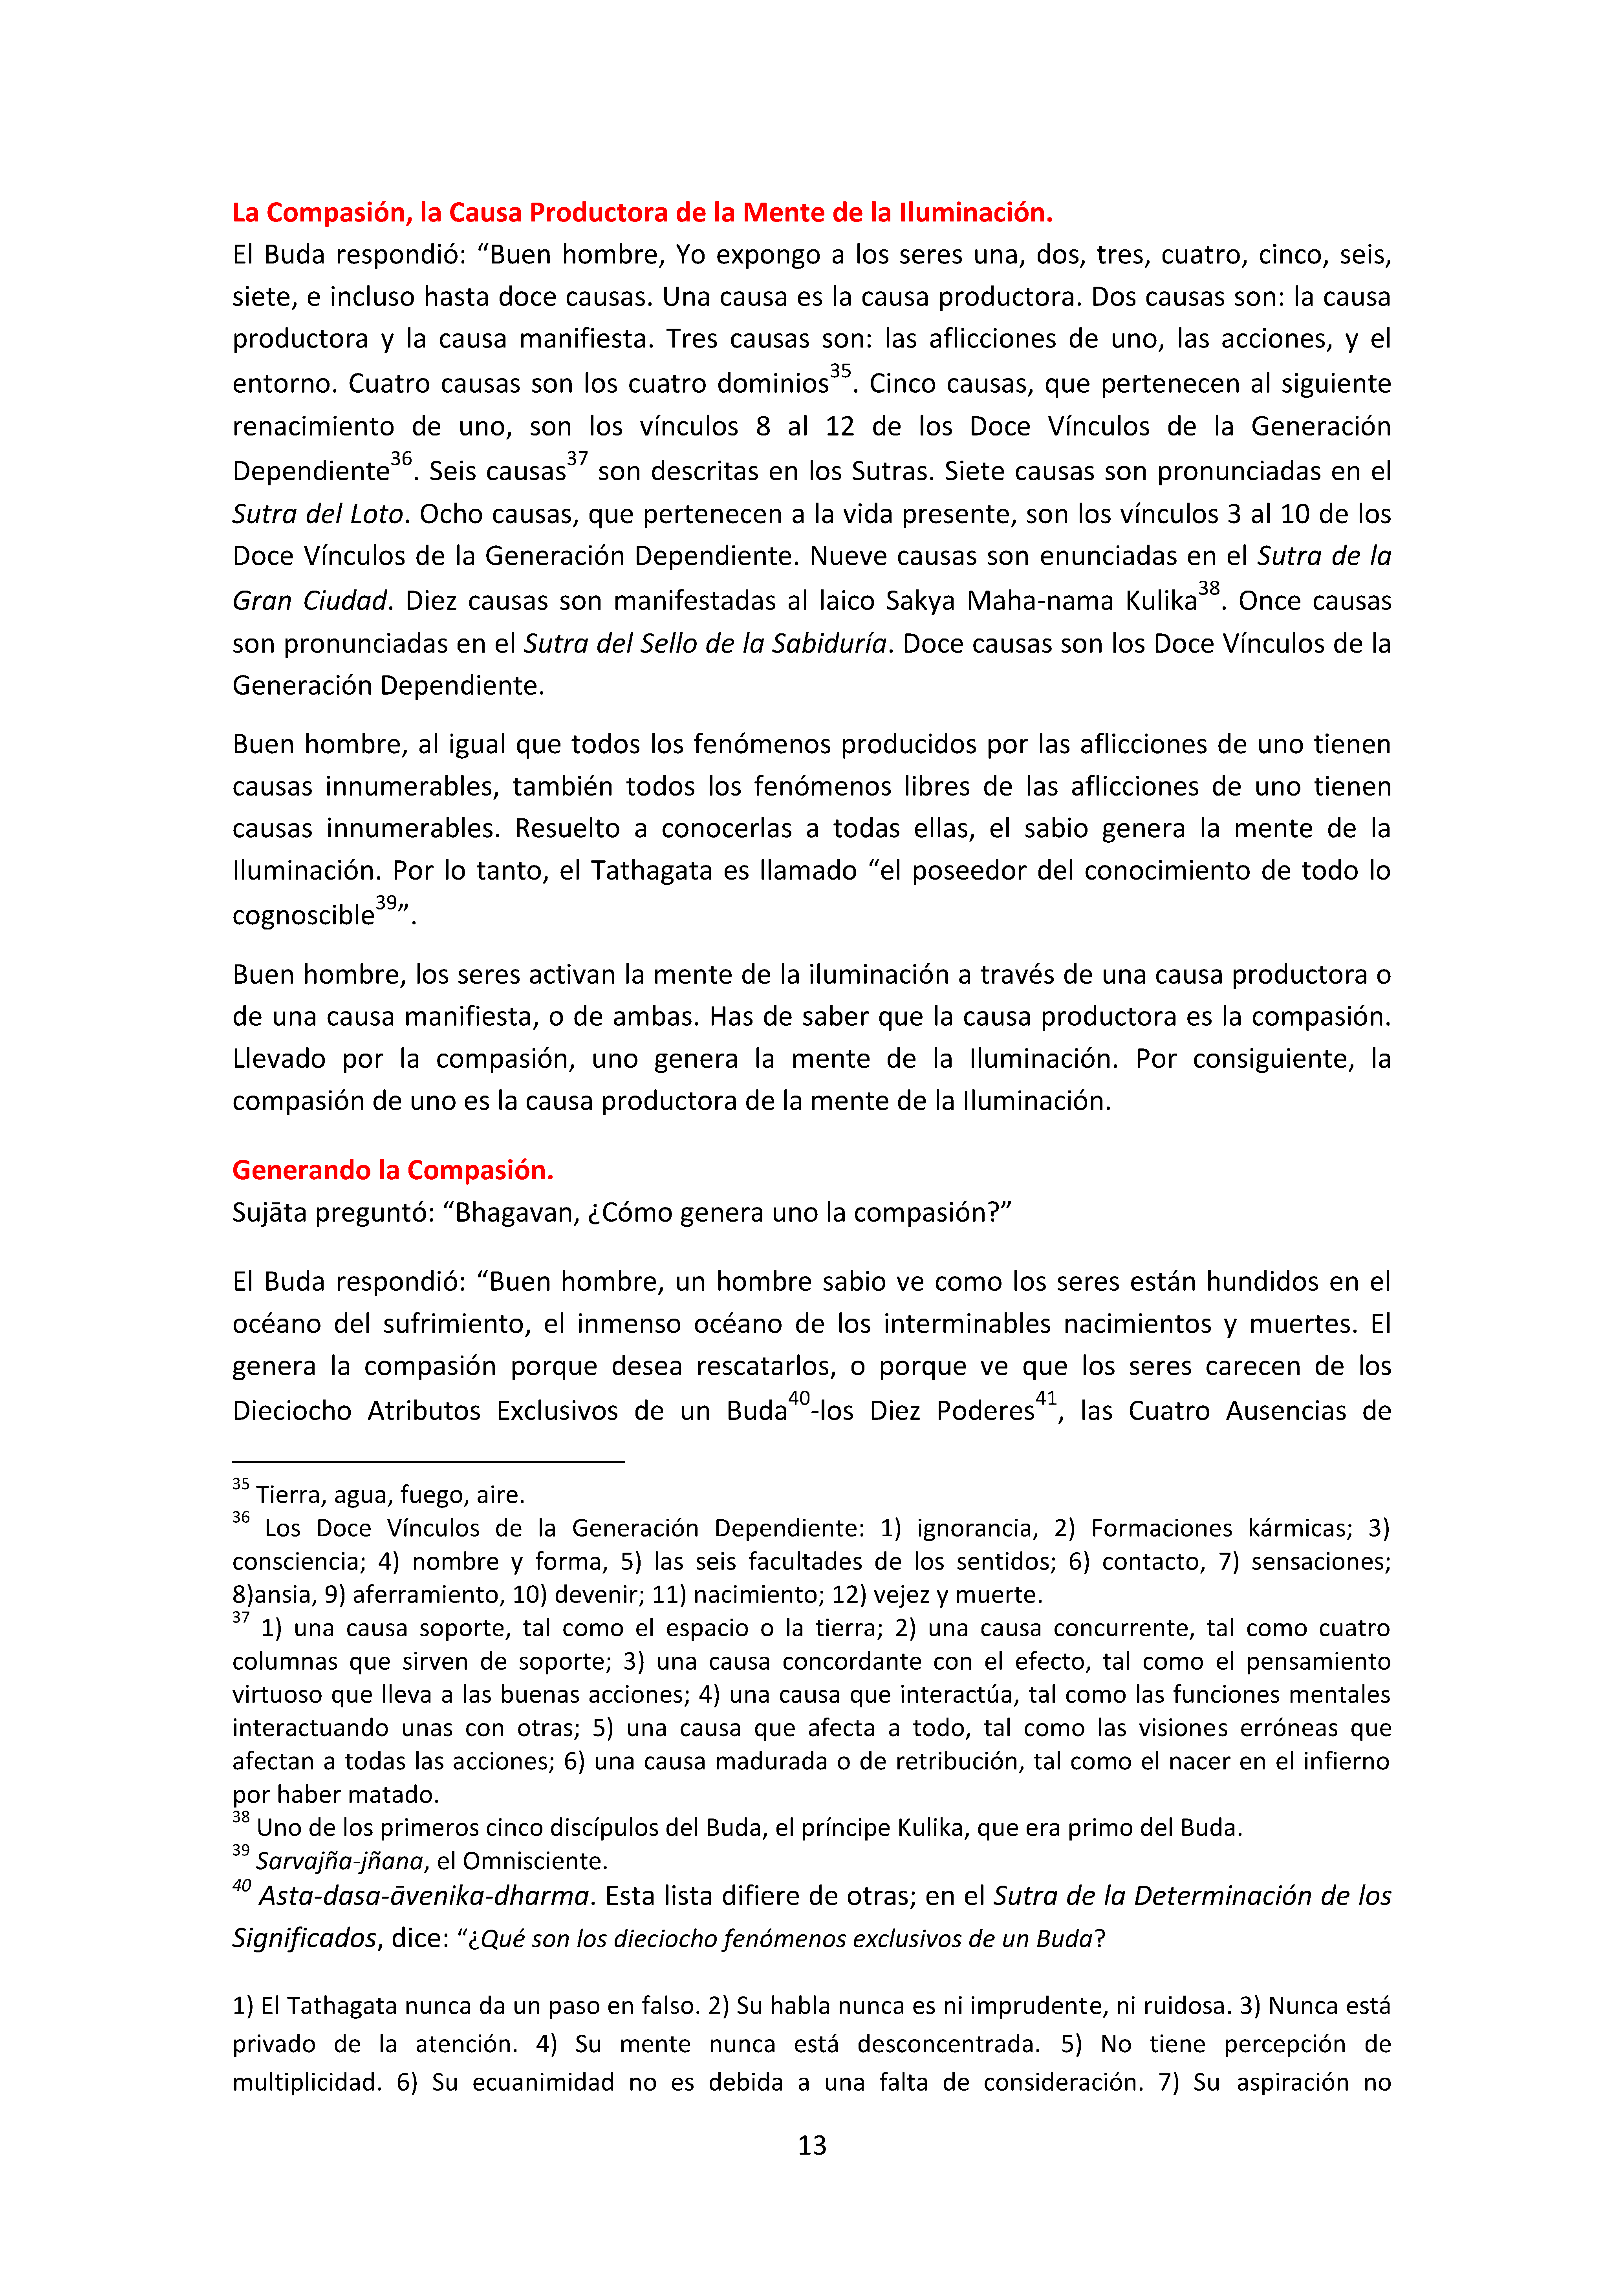 La Compasión, la Causa Productora de la Mente de la Iluminación.
El Buda respondió: “Buen hombre, Yo expongo a los seres una, dos, tres, cuatro, cinco, seis,
siete, e incluso hasta doce causas. Una causa es la causa productora. Dos causas son: la causa
productora y la causa manifiesta. Tres causas son: las aflicciones de uno, las acciones, y el
entorno. Cuatro causas son los cuatro dominios35. Cinco causas, que pertenecen al siguiente
renacimiento de uno, son los vínculos 8 al 12 de los Doce Vínculos de la Generación
Dependiente36. Seis causas37 son descritas en los Sutras. Siete causas son pronunciadas en el
Sutra del Loto. Ocho causas, que pertenecen a la vida presente, son los vínculos 3 al 10 de los
Doce Vínculos de la Generación Dependiente. Nueve causas son enunciadas en el Sutra de la
Gran Ciudad. Diez causas son manifestadas al laico Sakya Maha-nama Kulika38. Once causas
son pronunciadas en el Sutra del Sello de la Sabiduría. Doce causas son los Doce Vínculos de la
Generación Dependiente.
Buen hombre, al igual que todos los fenómenos producidos por las aflicciones de uno tienen
causas innumerables, también todos los fenómenos libres de las aflicciones de uno tienen
causas innumerables. Resuelto a conocerlas a todas ellas, el sabio genera la mente de la
Iluminación. Por lo tanto, el Tathagata es llamado “el poseedor del conocimiento de todo lo
cognoscible39”.
Buen hombre, los seres activan la mente de la iluminación a través de una causa productora o
de una causa manifiesta, o de ambas. Has de saber que la causa productora es la compasión.
Llevado por la compasión, uno genera la mente de la Iluminación. Por consiguiente, la
compasión de uno es la causa productora de la mente de la Iluminación.
Generando la Compasión.
Sujāta preguntó: “Bhagavan, ¿Cómo genera uno la compasión?”
El Buda respondió: “Buen hombre, un hombre sabio ve como los seres están hundidos en el
océano del sufrimiento, el inmenso océano de los interminables nacimientos y muertes. El
genera la compasión porque desea rescatarlos, o porque ve que los seres carecen de los
Dieciocho Atributos Exclusivos de un Buda40-los Diez Poderes41, las Cuatro Ausencias de
35 Tierra, agua, fuego, aire.
36 Los Doce Vínculos de la Generación Dependiente: 1) ignorancia, 2) Formaciones kármicas; 3)
consciencia; 4) nombre y forma, 5) las seis facultades de los sentidos; 6) contacto, 7) sensaciones;
8)ansia, 9) aferramiento, 10) devenir; 11) nacimiento; 12) vejez y muerte.
37 1) una causa soporte, tal como el espacio o la tierra; 2) una causa concurrente, tal como cuatro
columnas que sirven de soporte; 3) una causa concordante con el efecto, tal como el pensamiento
virtuoso que lleva a las buenas acciones; 4) una causa que interactúa, tal como las funciones mentales
interactuando unas con otras; 5) una causa que afecta a todo, tal como las visiones erróneas que
afectan a todas las acciones; 6) una causa madurada o de retribución, tal como el nacer en el infierno
por haber matado.
38 Uno de los primeros cinco discípulos del Buda, el príncipe Kulika, que era primo del Buda.
39 Sarvajña-jñana, el Omnisciente.
40 Asta-dasa-āvenika-dharma. Esta lista difiere de otras; en el Sutra de la Determinación de los
Significados, dice: “¿Qué son los dieciocho fenómenos exclusivos de un Buda?
1) El Tathagata nunca da un paso en falso. 2) Su habla nunca es ni imprudente, ni ruidosa. 3) Nunca está
privado de la atención. 4) Su mente nunca está desconcentrada. 5) No tiene percepción de
multiplicidad. 6) Su ecuanimidad no es debida a una falta de consideración. 7) Su aspiración no
13